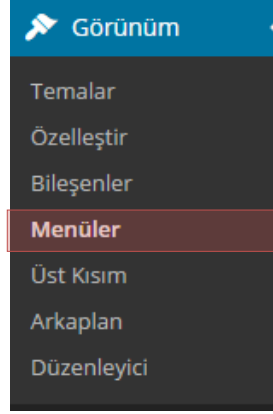 Görünüm
Temalar
Özelleştir
Bileşenler
Menüler
Üst Kısım
Arkaplan
Düzenleyici